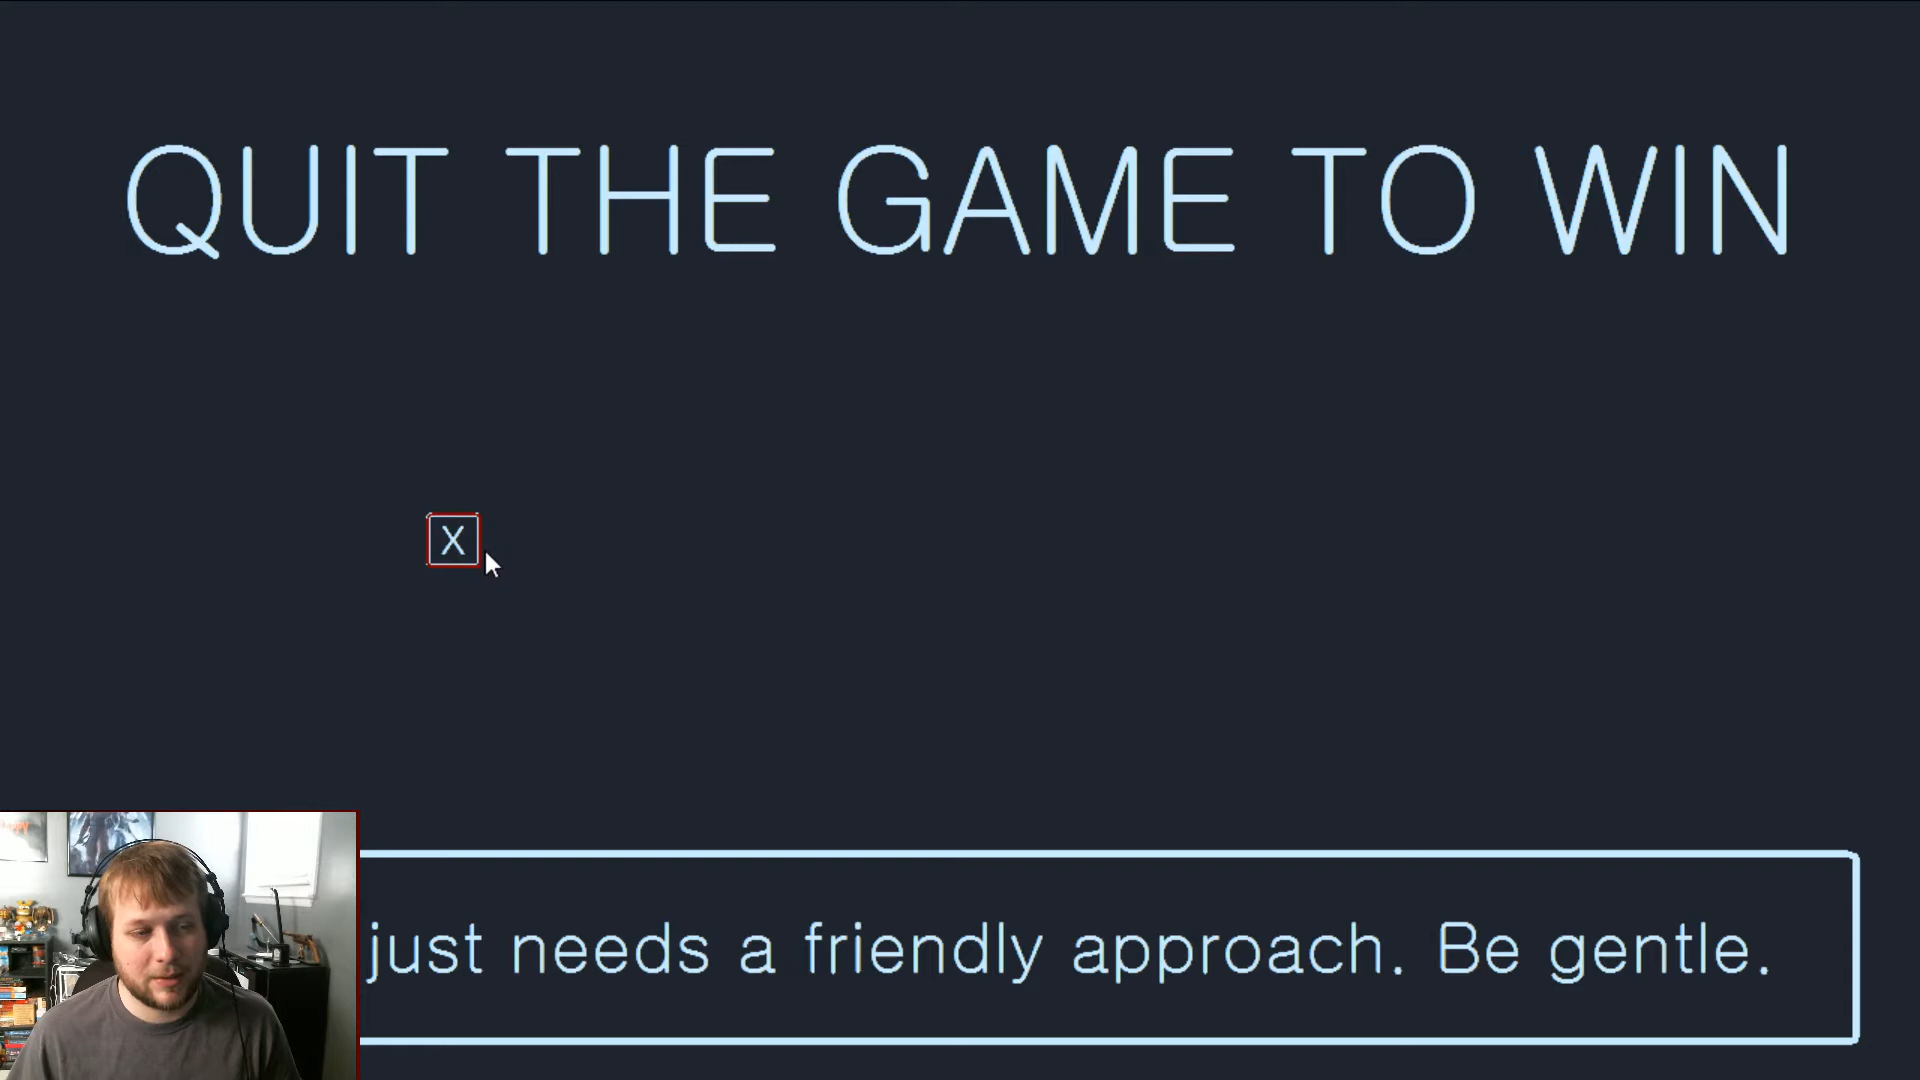 QUIT THE GAME TO WIN
X
just needs a friendly approach. Be gentle.